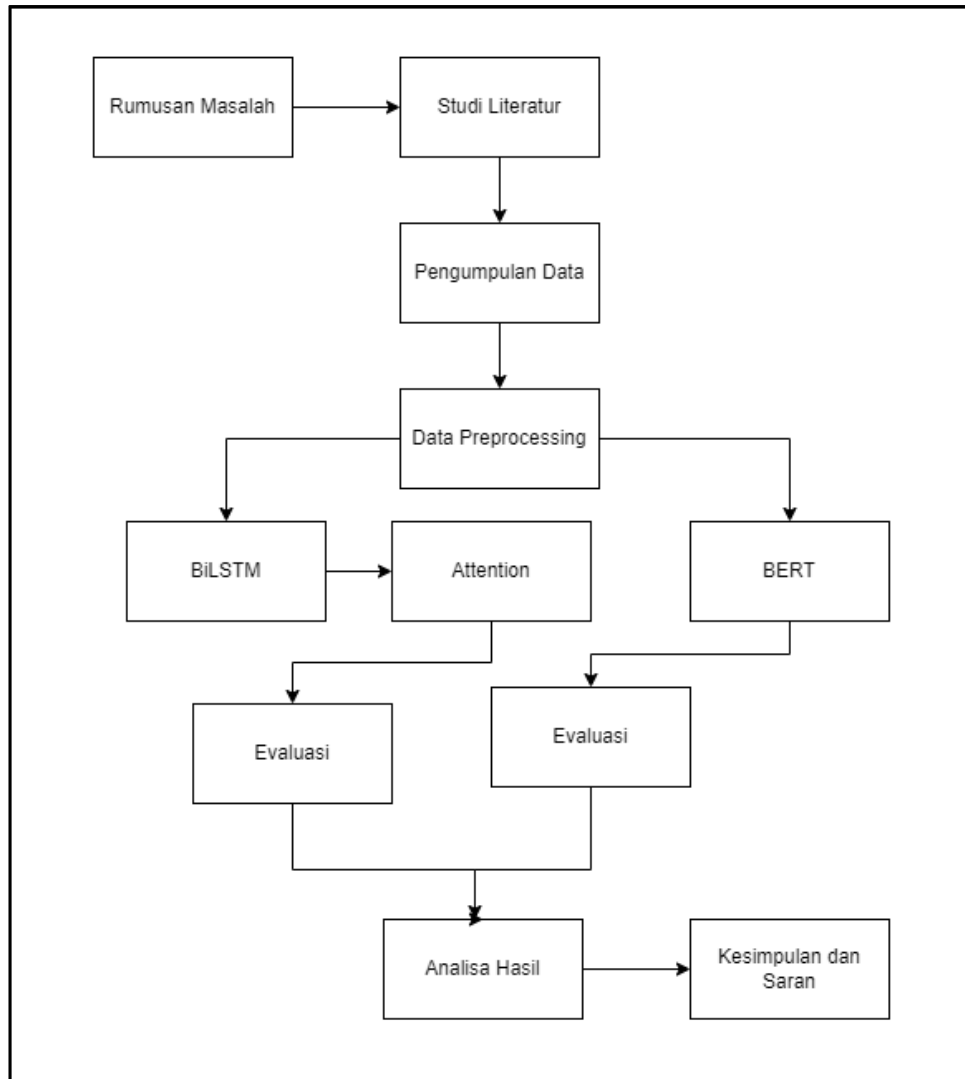 Rumusan Masalah
Studi Literatur
Pengumpulan Data
Data Preprocessing
BiLSTM
Attention
BERT
Evaluasi
Evaluasi
Analisa Hasil
Kesimpulan dan
Saran